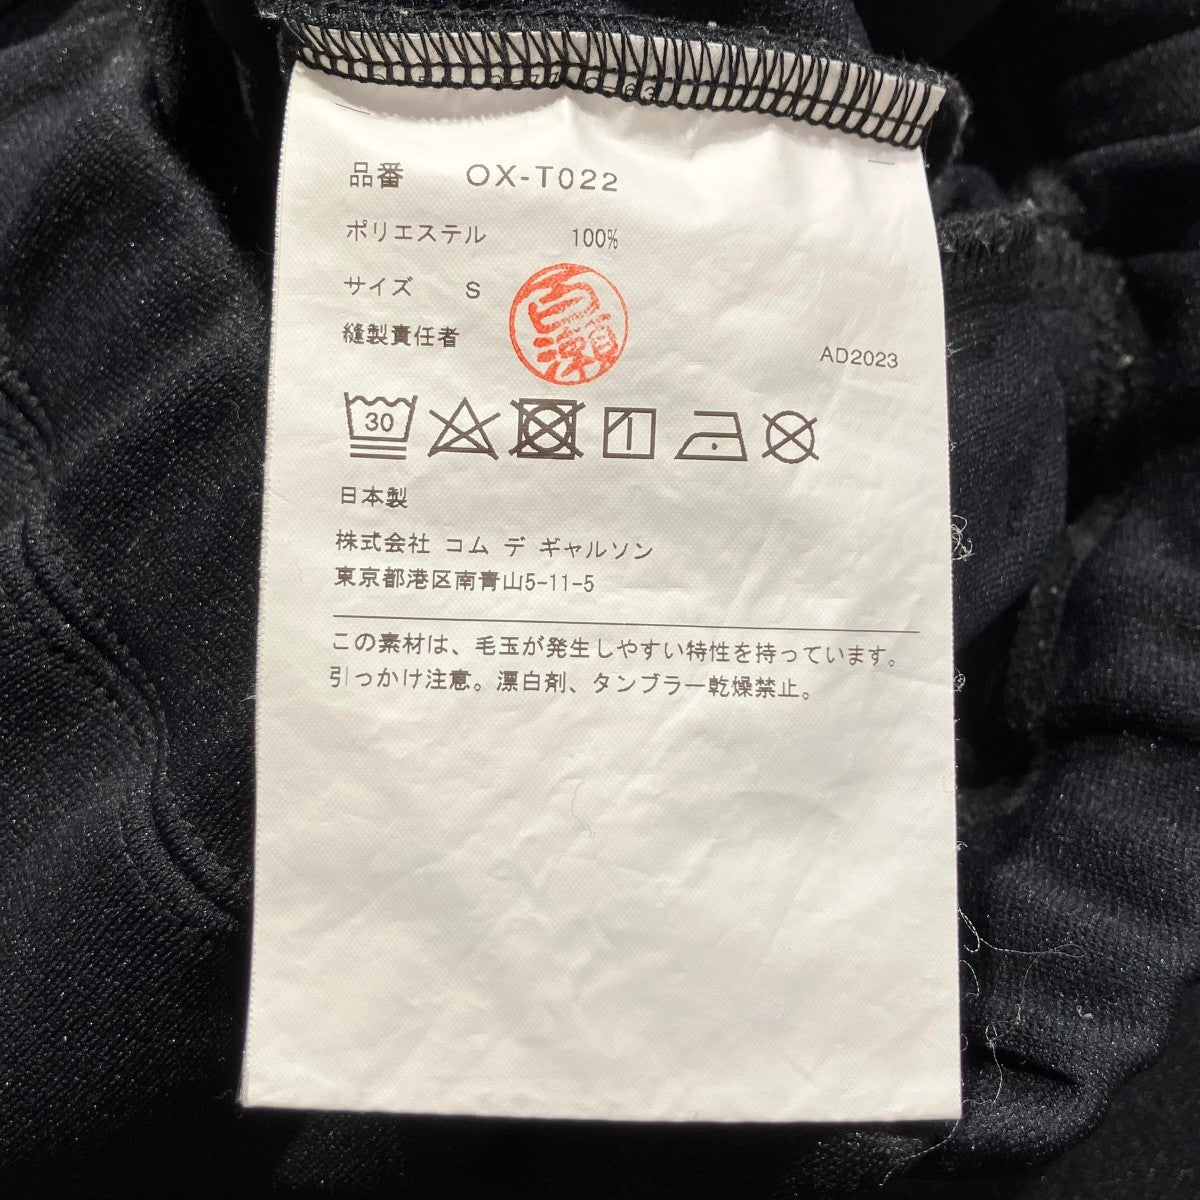 品番 OX-T022
ポリエステル 100%
サイズ S
縫製責任者
AD2023
30
日本製
株式会社 コム デ ギャルソン
東京都港区南青山5-11-5
この素材は、毛玉が発生しやすい特性を持っています。
引っかけ注意。漂白剤、タンブラー乾燥禁止。